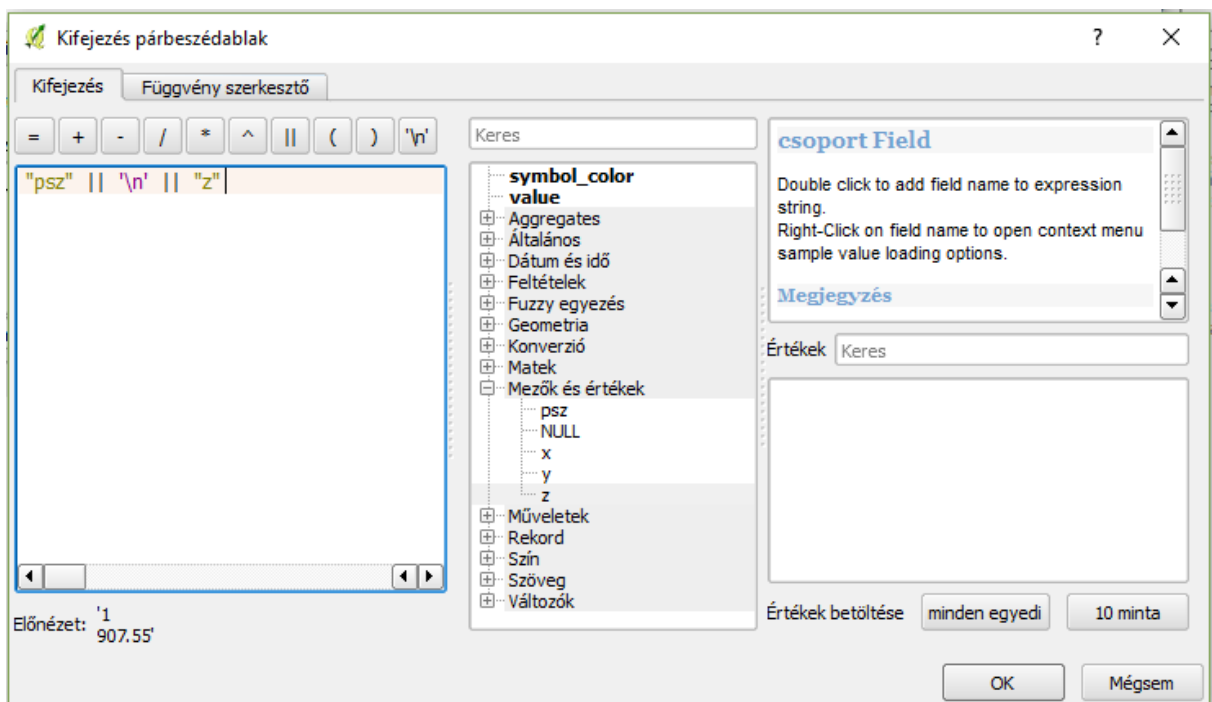 Kifejezés párbeszédablak
?
Kifejezés
Függvény szerkesztő
= + - / * ^ || ( ) '\n'
"psz" || '\n' || "z"
Előnézet: '1
907.55'
Keres
symbol_color
value
Aggregates
Általános
Dátum és idő
Feltételek
Fuzzy egyezés
Geometria
Konverzió
Matek
Mezők és értékek
psz
NULL
x
y
z
Műveletek
Rekord
Szín
Szöveg
Változók
csoport Field
Double click to add field name to expression
string.
Right-Click on field name to open context menu
sample value loading options.
Megjegyzés
Értékek Keres
Értékek betöltése minden egyedi 10 minta
OK Mégsem